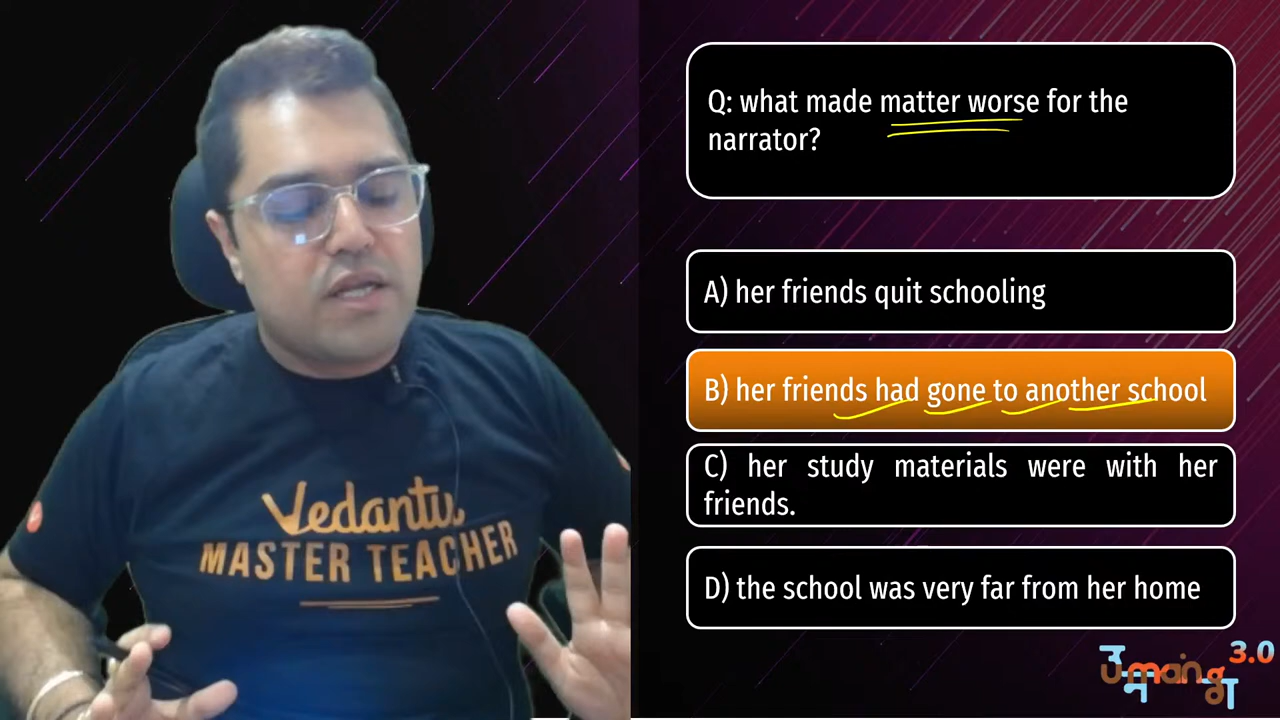 Q: what made matter worse for the
narrator?
A) her friends quit schooling
B) her friends had gone to another school
C) her study materials were with her
friends.
D) the school was very far from her home
Vedantu
MASTER TEACHER
3.0